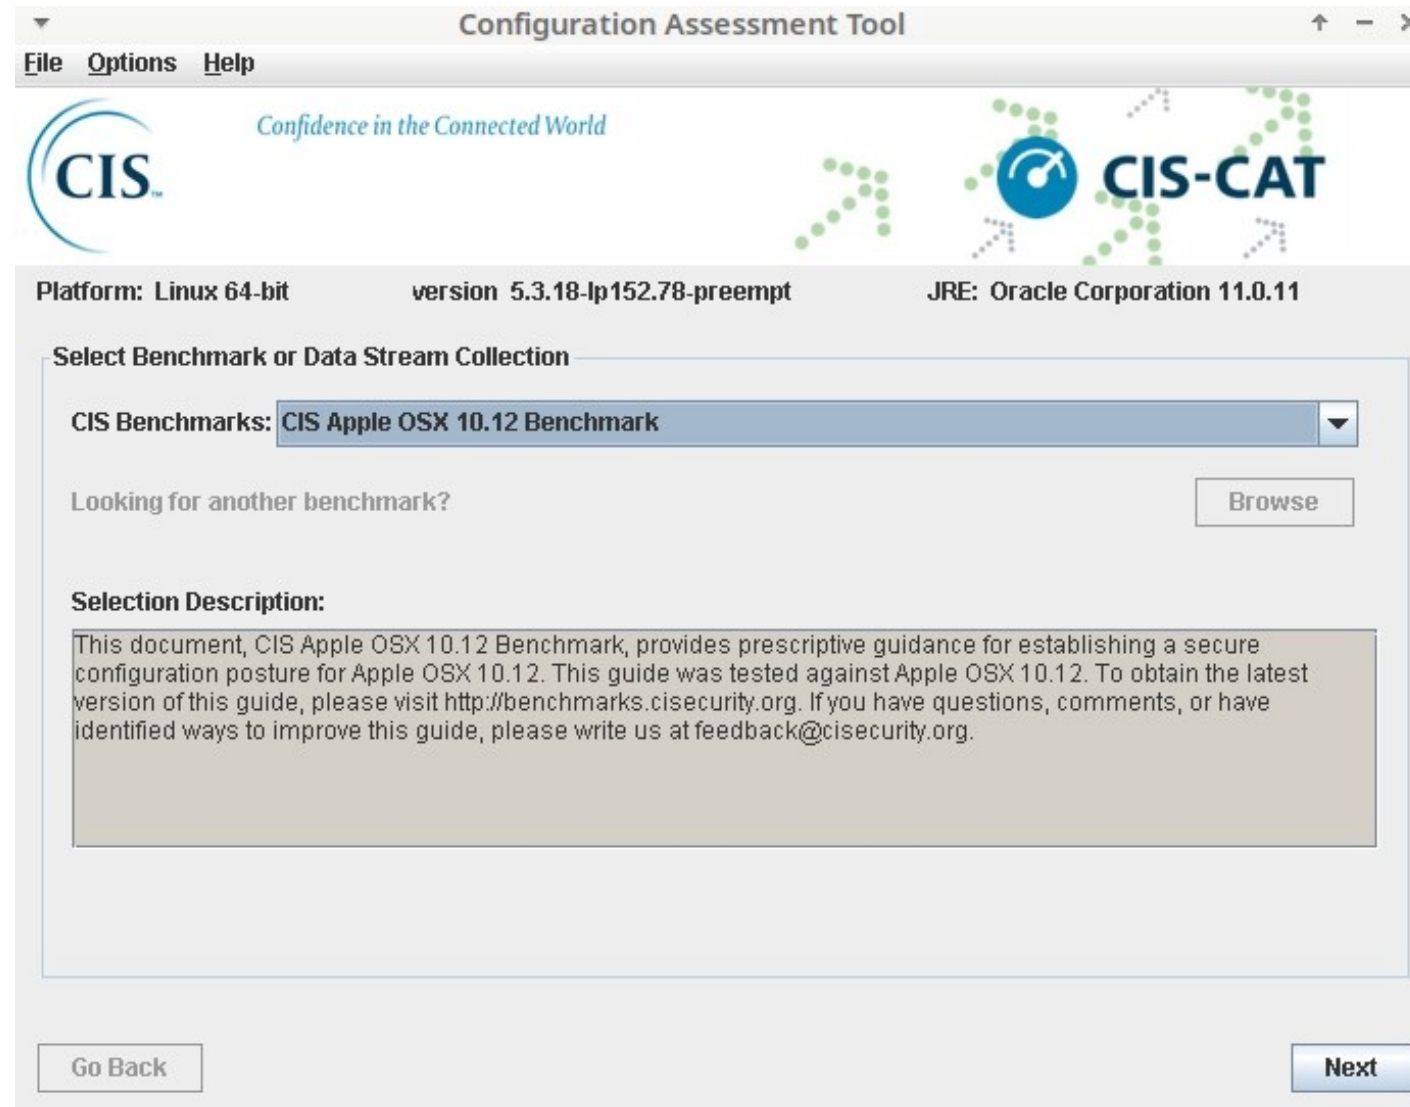 Configuration Assessment Tool
File Options Help
CIS™
Confidence in the Connected World
CIS-CAT
Platform: Linux 64-bit version 5.3.18-lp152.78-preempt JRE: Oracle Corporation 11.0.11
Select Benchmark or Data Stream Collection
CIS Benchmarks: CIS Apple OSX 10.12 Benchmark
Looking for another benchmark? Browse
Selection Description:
This document, CIS Apple OSX 10.12 Benchmark, provides prescriptive guidance for establishing a secure
configuration posture for Apple OSX 10.12. This guide was tested against Apple OSX 10.12. To obtain the latest
version of this guide, please visit http://benchmarks.cisecurity.org. If you have questions, comments, or have
identified ways to improve this guide, please write us at feedback@cisecurity.org.
Go Back Next